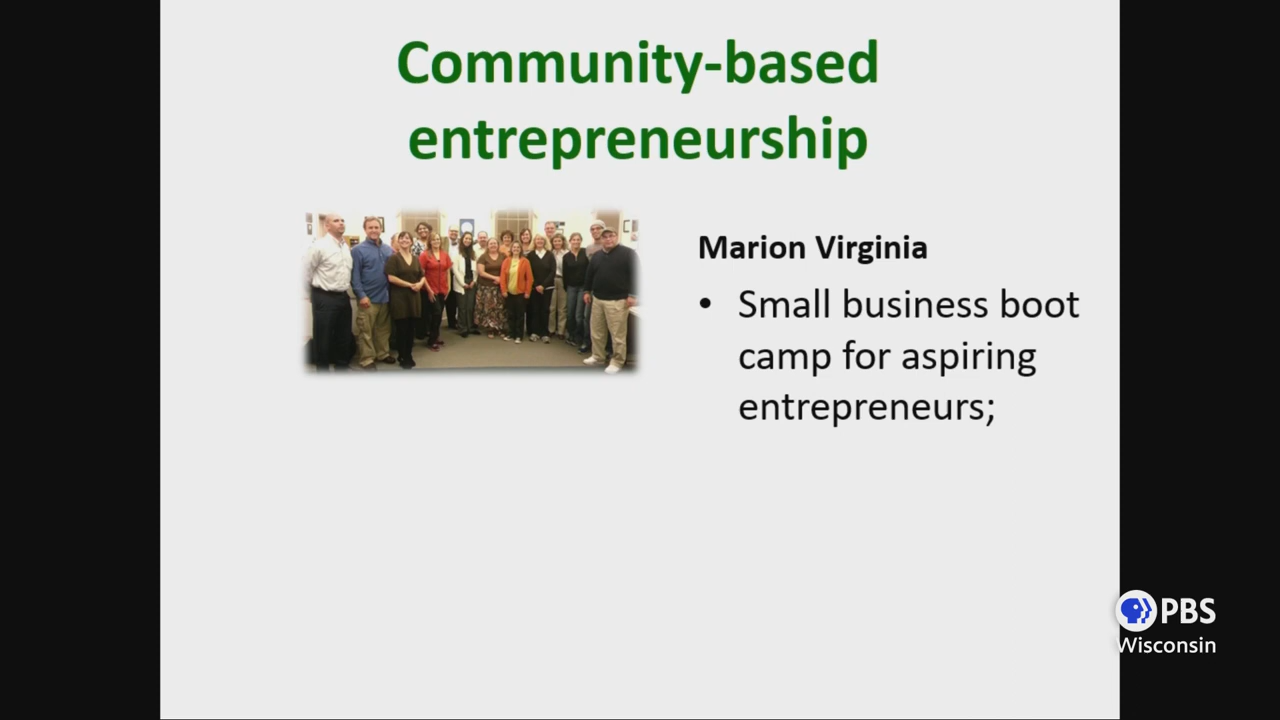 Community-based
entrepreneurship
Marion Virginia
• Small business boot
camp for aspiring
entrepreneurs;
PBS
Wisconsin